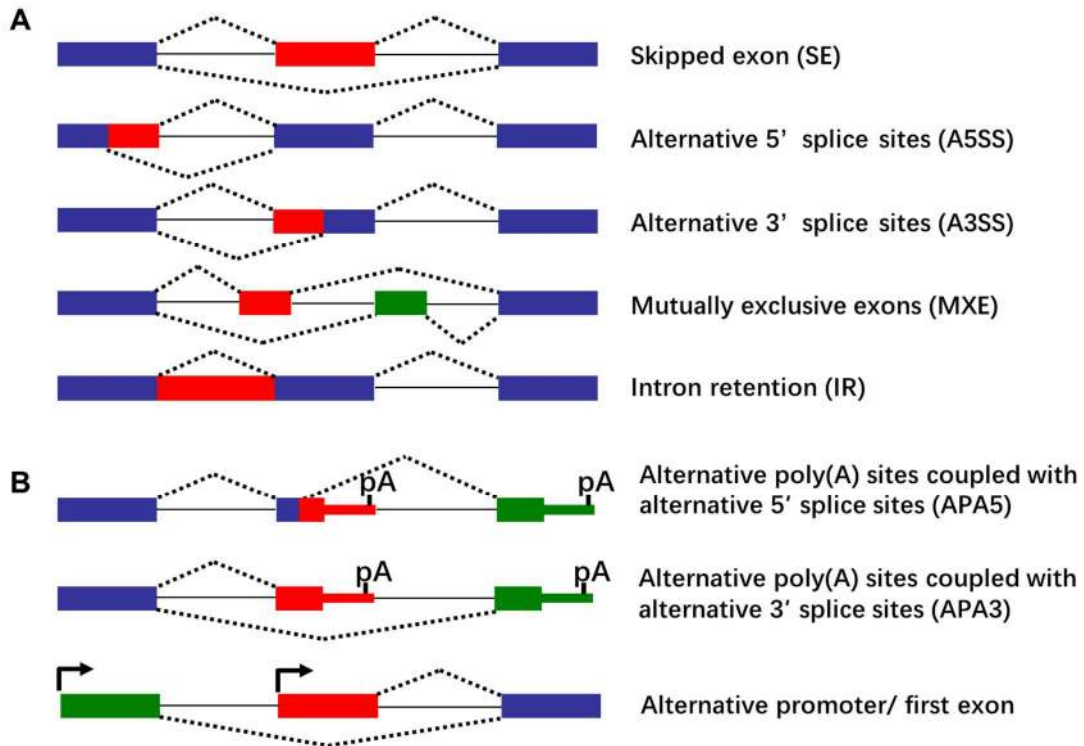 A
Skipped exon (SE)
Alternative 5’ splice sites (A5SS)
Alternative 3’ splice sites (A3SS)
Mutually exclusive exons (MXE)
Intron retention (IR)
B
pA
pA
Alternative poly(A) sites coupled with
alternative 5′ splice sites (APA5)
pA
pA
Alternative poly(A) sites coupled with
alternative 3′ splice sites (APA3)
Alternative promoter/ first exon